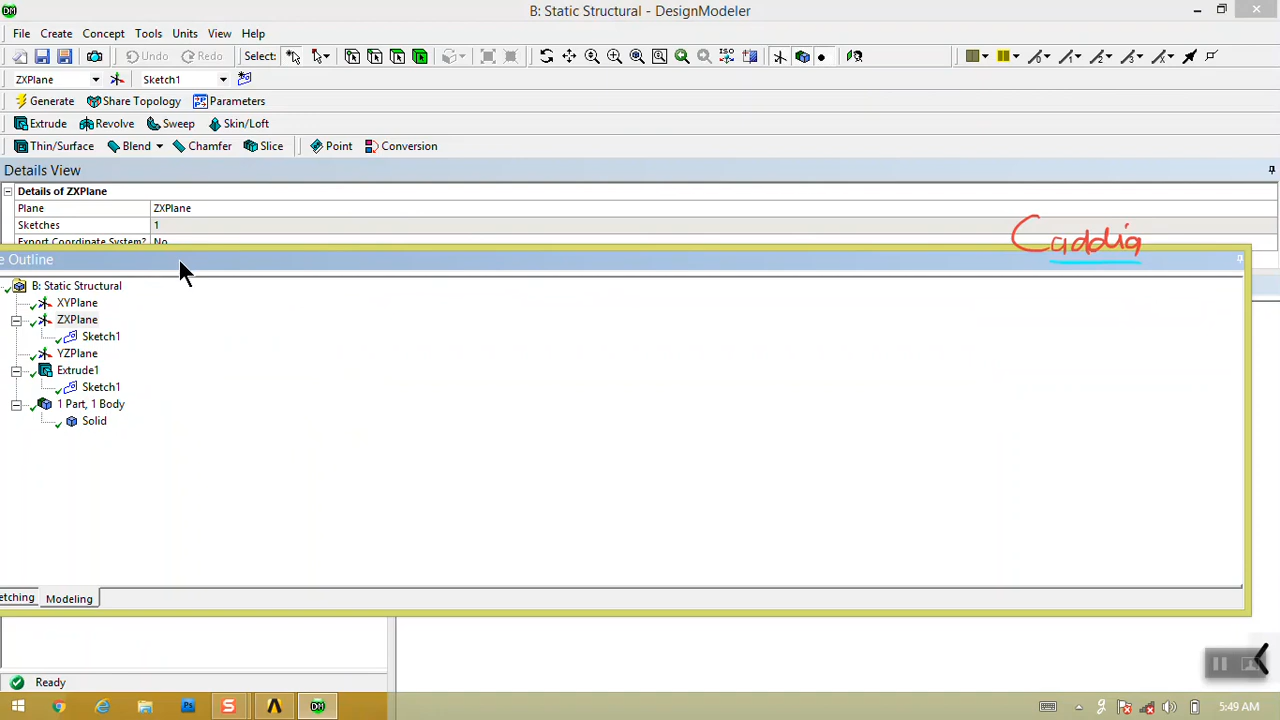 B: Static Structural - DesignModeler
File Create Concept Tools Units View Help
Undo Redo Select: ISO
ZXPlane Sketch1
Generate Share Topology Parameters
Extrude Revolve Sweep Skin/Loft
Thin/Surface Blend Chamfer Slice Point Conversion
Details View
Details of ZXPlane
Plane ZXPlane
Sketches 1
Export Coordinate System? No
Caddia
e Outline
B: Static Structural
XYPlane
ZXPlane
Sketch1
YZPlane
Extrude1
Sketch1
1 Part, 1 Body
Solid
etching Modeling
Ready
5:49 AM